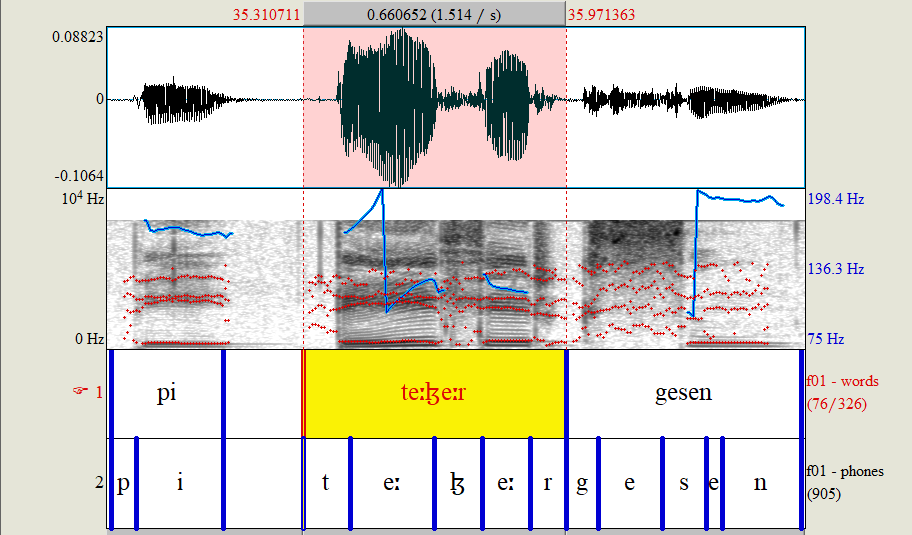 35.310711 0.660652 (1.514 / s) 35.971363
0.08823
0
-0.1064
10⁴ Hz 198.4 Hz
136.3 Hz
0 Hz 75 Hz
☞ 1 pi teːɮeːr gesen f01 - words (76/326)
2 p i t eː ɮ eː r g e s e n f01 - phones (905)